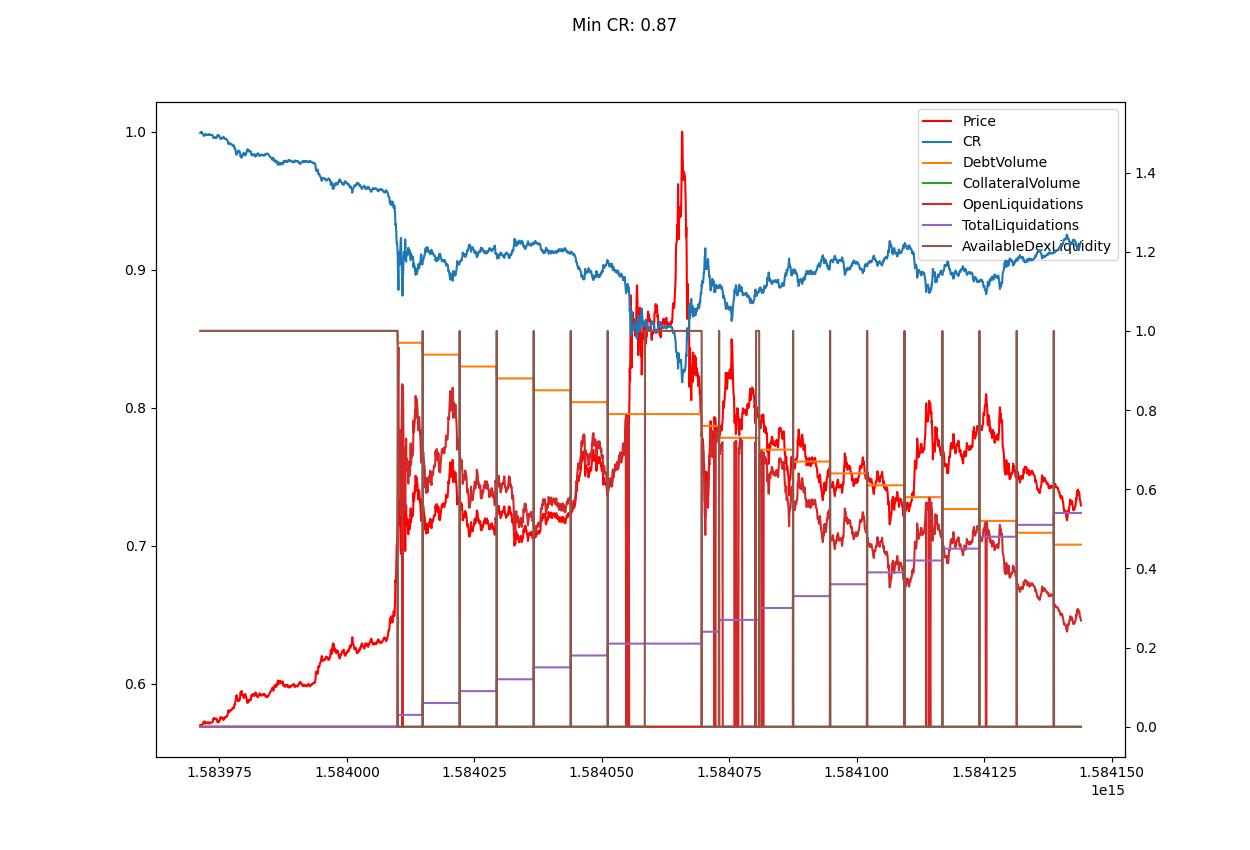 Min CR: 0.87
1.0
0.9
0.8
0.7
0.6
1.4
1.2
1.0
0.8
0.6
0.4
0.2
0.0
Price
CR
DebtVolume
CollateralVolume
OpenLiquidations
TotalLiquidations
AvailableDexLiquidity
1.583975 1.584000 1.584025 1.584050 1.584075 1.584100 1.584125 1.584150
1e15